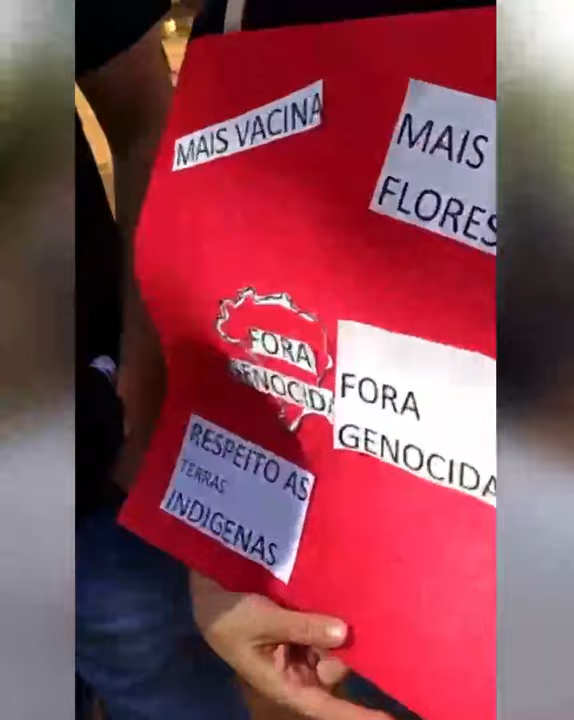 MAIS VACINA
MAIS
FLORES
FORA
GENOCIDA
FORA
GENOCIDA
RESPEITO AS
TERRAS
INDIGENAS